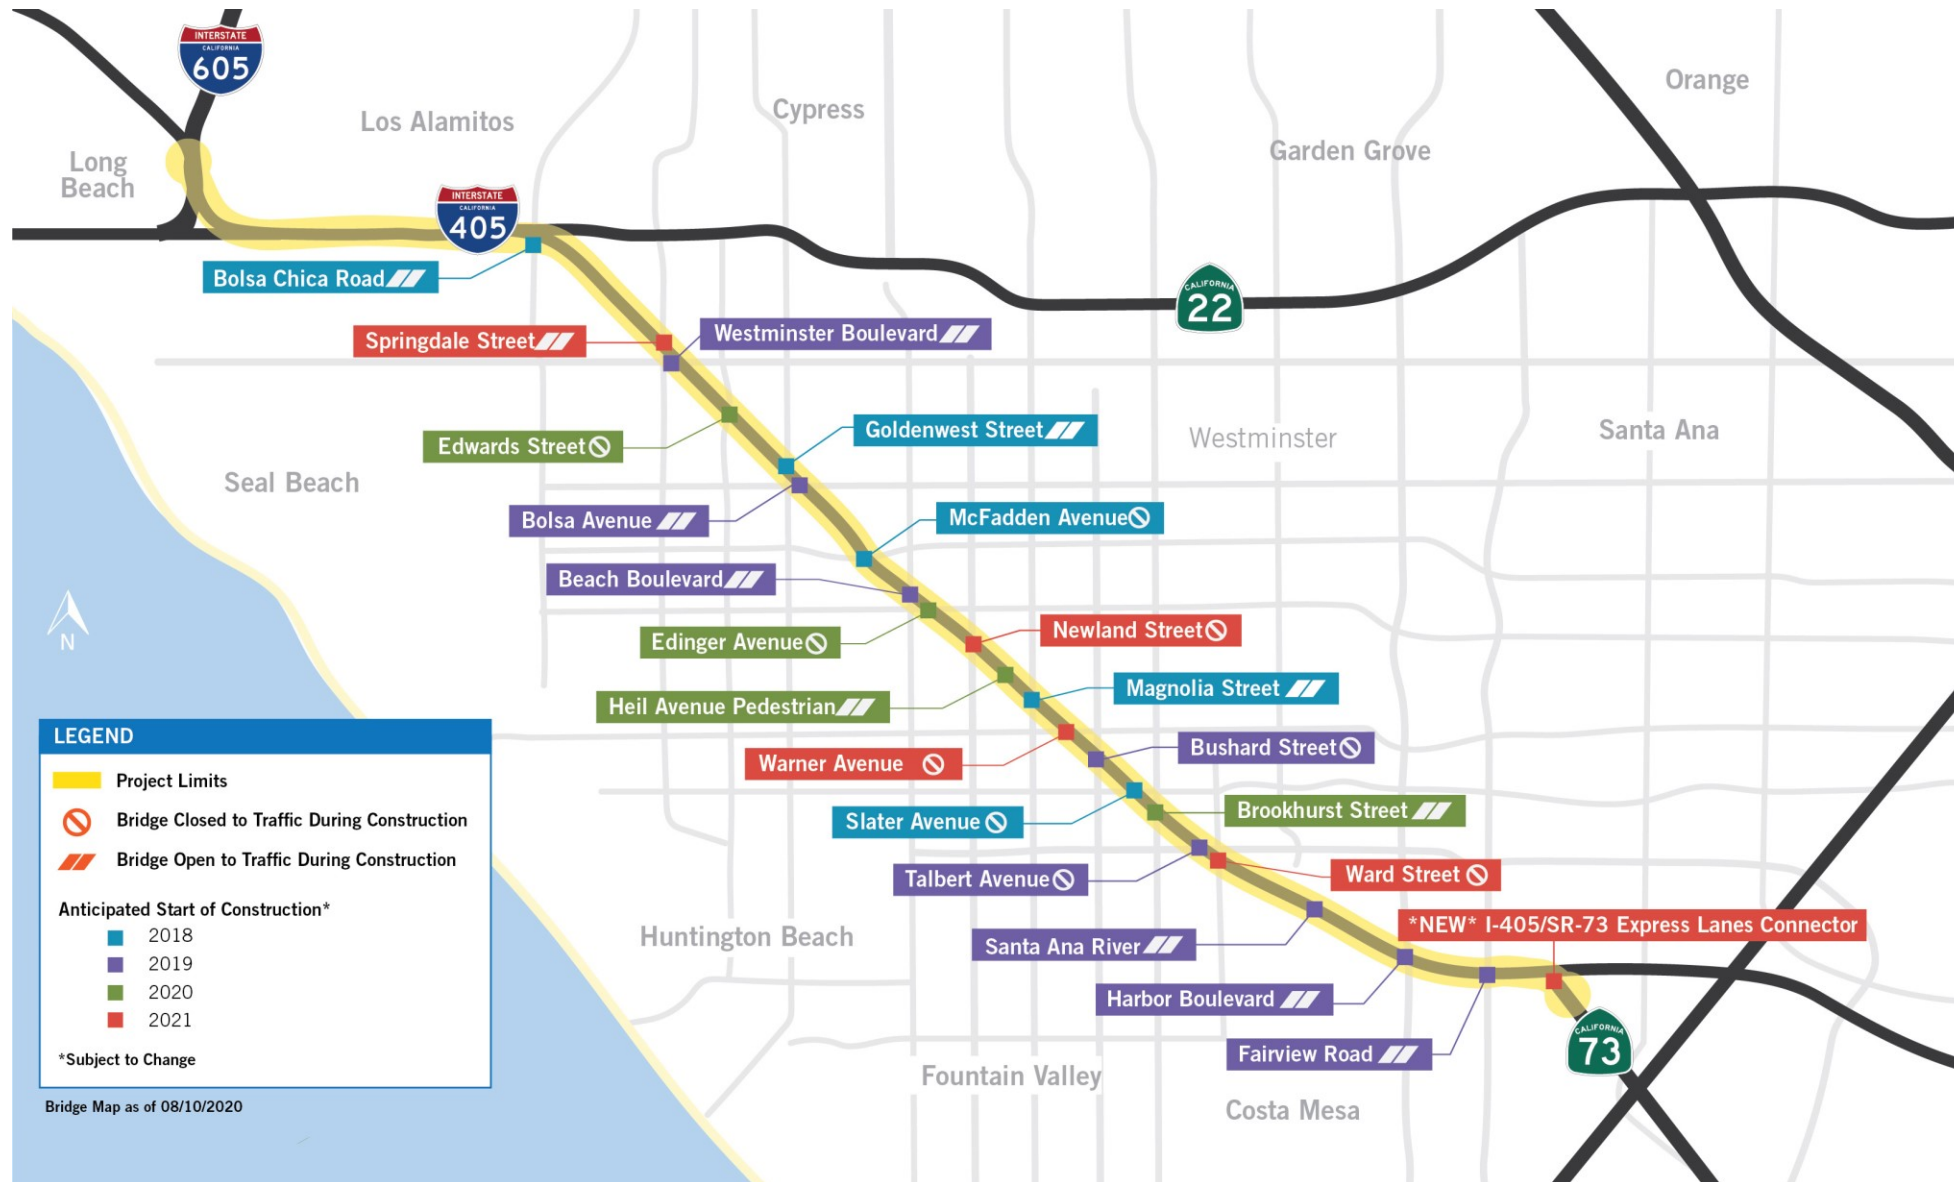 INTERSTATE
CALIFORNIA
605
Los Alamitos
Cypress
Orange
Garden Grove
Long
Beach
INTERSTATE
CALIFORNIA
405
Bolsa Chica Road
CALIFORNIA
22
Springdale Street
Westminster Boulevard
Edwards Street
Goldenwest Street
Westminster
Santa Ana
Seal Beach
Bolsa Avenue
McFadden Avenue
Beach Boulevard
N
Edinger Avenue
Newland Street
Heil Avenue Pedestrian
Magnolia Street
Warner Avenue
Bushard Street
Slater Avenue
Brookhurst Street
Talbert Avenue
Ward Street
Huntington Beach
Santa Ana River
*NEW* I-405/SR-73 Express Lanes Connector
Harbor Boulevard
Fairview Road
CALIFORNIA
73
Fountain Valley
Costa Mesa
LEGEND
Project Limits
Bridge Closed to Traffic During Construction
Bridge Open to Traffic During Construction
Anticipated Start of Construction*
2018
2019
2020
2021
*Subject to Change
Bridge Map as of 08/10/2020